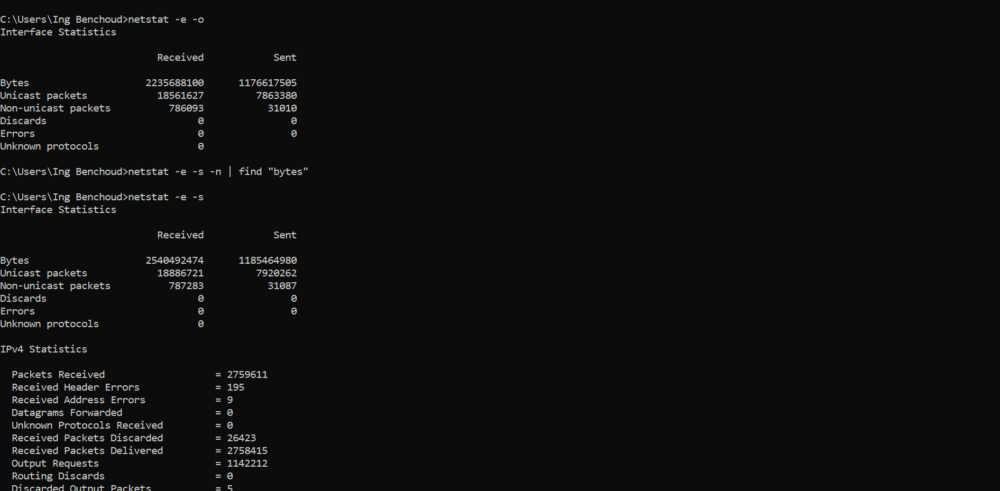 C:\Users\Ing Benchoud>netstat -e -o
Interface Statistics
Received Sent
Bytes 2235688100 1176617505
Unicast packets 18561627 7863380
Non-unicast packets 786093 31010
Discards 0 0
Errors 0 0
Unknown protocols 0
C:\Users\Ing Benchoud>netstat -e -s -n | find "bytes"
C:\Users\Ing Benchoud>netstat -e -s
Interface Statistics
Received Sent
Bytes 2540492474 1185464980
Unicast packets 18886721 7920262
Non-unicast packets 787283 31087
Discards 0 0
Errors 0 0
Unknown protocols 0
IPv4 Statistics
Packets Received = 2759611
Received Header Errors = 195
Received Address Errors = 9
Datagrams Forwarded = 0
Unknown Protocols Received = 0
Received Packets Discarded = 26423
Received Packets Delivered = 2758415
Output Requests = 1142212
Routing Discards = 0
Discarded Output Packets = 5